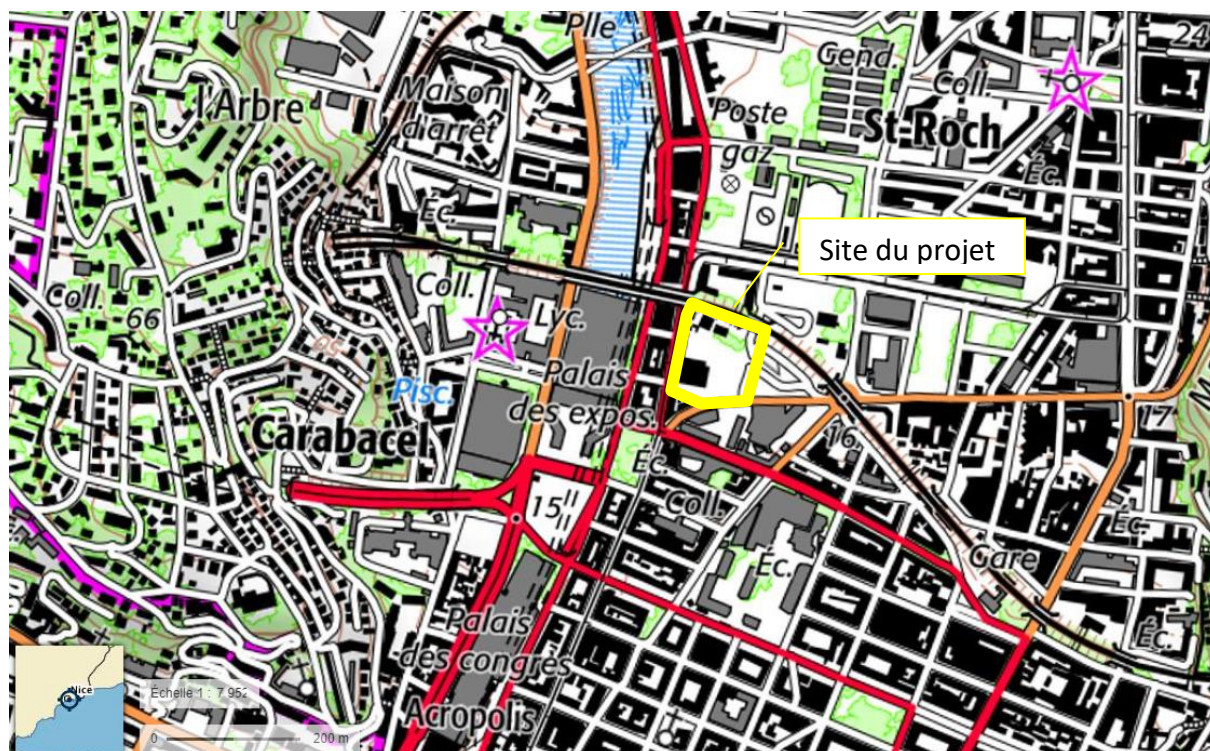 Plle
Gend.
24
Coll.
l'Arbre
Maison
d'arrêt
Poste
gaz
St-Roch
Éc.
Éc.
Site du projet
Coll.
66
Coll.
Lyc.
Palais
des expos.
Pisc.
Carabacel
16
17
Éc.
Coll.
15
Éc.
Éc.
Gare
Palais
des congrès
Acropolis
Éc.
Nice
Échelle 1 : 7 952
0 200 m